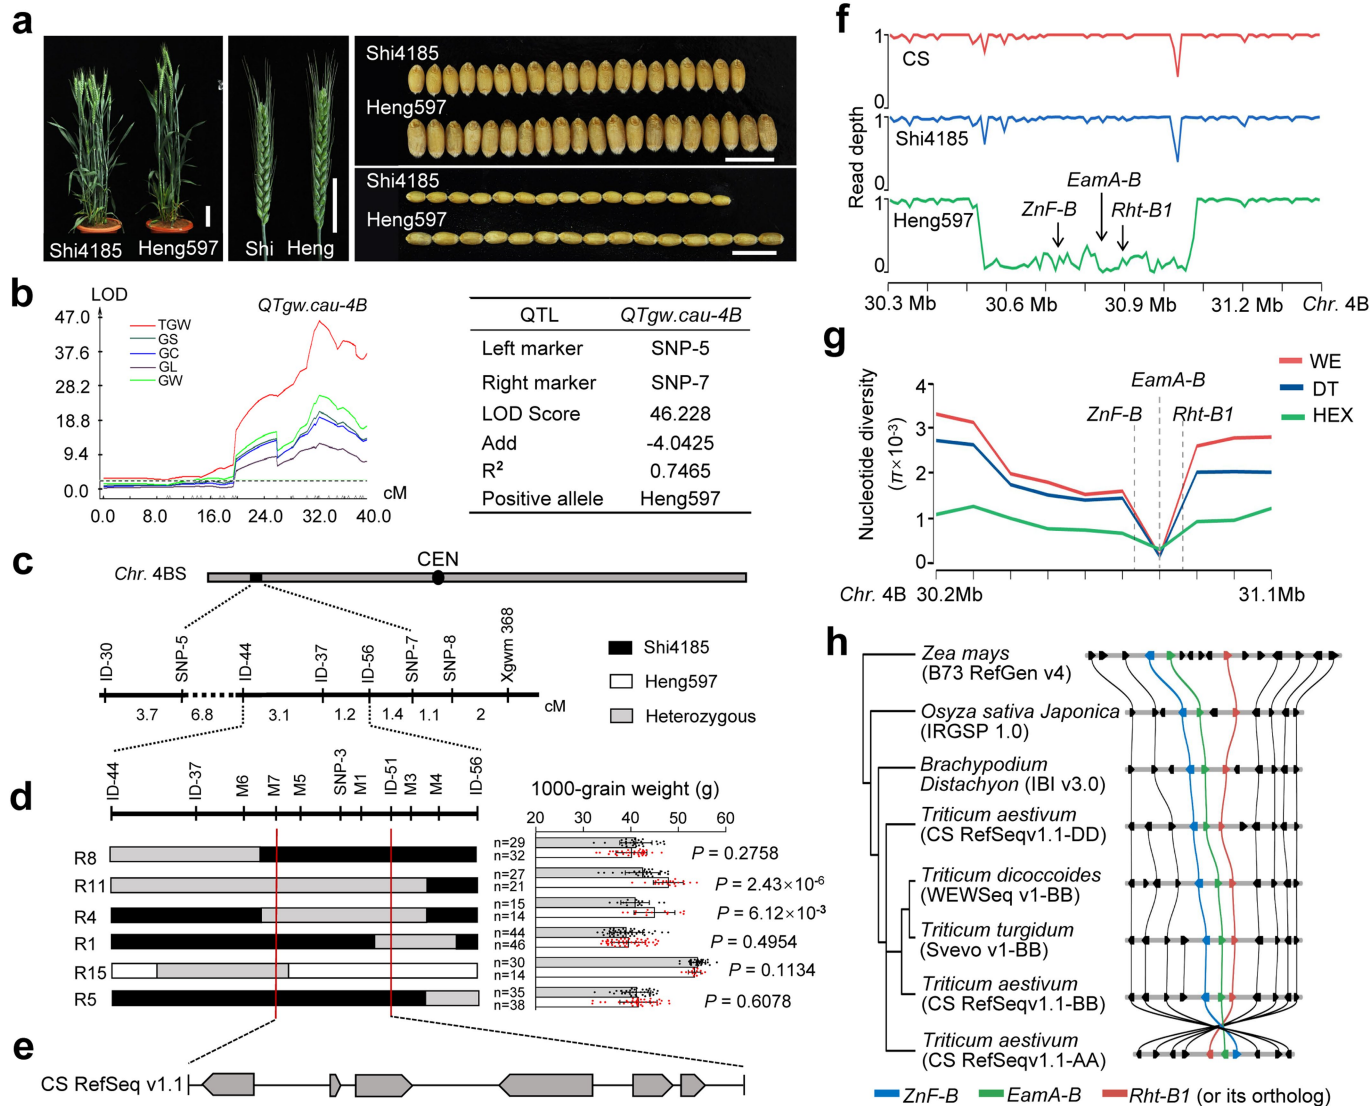 a
Shi4185
Heng597
Shi
Heng
Shi4185
Heng597
Shi4185
Heng597
b
LOD
QTgw.cau-4B
47.0
37.6
28.2
18.8
9.4
0.0
TGW
GS
GC
GL
GW
cM
0.0 8.0 16.0 24.0 32.0 40.0
QTL QTgw.cau-4B
Left marker SNP-5
Right marker SNP-7
LOD Score 46.228
Add -4.0425
R² 0.7465
Positive allele Heng597
c
Chr. 4BS
CEN
ID-30
SNP-5
ID-44
ID-37
ID-56
SNP-7
SNP-8
Xgwm 368
3.7 6.8 3.1 1.2 1.4 1.1 2
cM
Shi4185
Heng597
Heterozygous
d
ID-44
ID-37
M6
M7
M5
SNP-3
M1
ID-51
M3
M4
ID-56
1000-grain weight (g)
20 30 40 50 60
R8
n=29
n=32
P = 0.2758
R11
n=27
n=21
P = 2.43×10⁻⁶
R4
n=15
n=14
P = 6.12×10⁻³
R1
n=44
n=46
P = 0.4954
R15
n=30
n=14
P = 0.1134
R5
n=35
n=38
P = 0.6078
e
CS RefSeq v1.1
f
Read depth
1
CS
0
1
Shi4185
0
1
Heng597
0
EamA-B
ZnF-B
Rht-B1
30.3 Mb 30.6 Mb 30.9 Mb 31.2 Mb Chr. 4B
g
Nucleotide diversity
(π×10⁻³)
4
3
2
1
0
EamA-B
ZnF-B
Rht-B1
WE
DT
HEX
Chr. 4B 30.2Mb 31.1Mb
h
Zea mays
(B73 RefGen v4)
Osyza sativa Japonica
(IRGSP 1.0)
Brachypodium
Distachyon (IBI v3.0)
Triticum aestivum
(CS RefSeqv1.1-DD)
Triticum dicoccoides
(WEWSeq v1-BB)
Triticum turgidum
(Svevo v1-BB)
Triticum aestivum
(CS RefSeqv1.1-BB)
Triticum aestivum
(CS RefSeqv1.1-AA)
ZnF-B EamA-B Rht-B1 (or its ortholog)